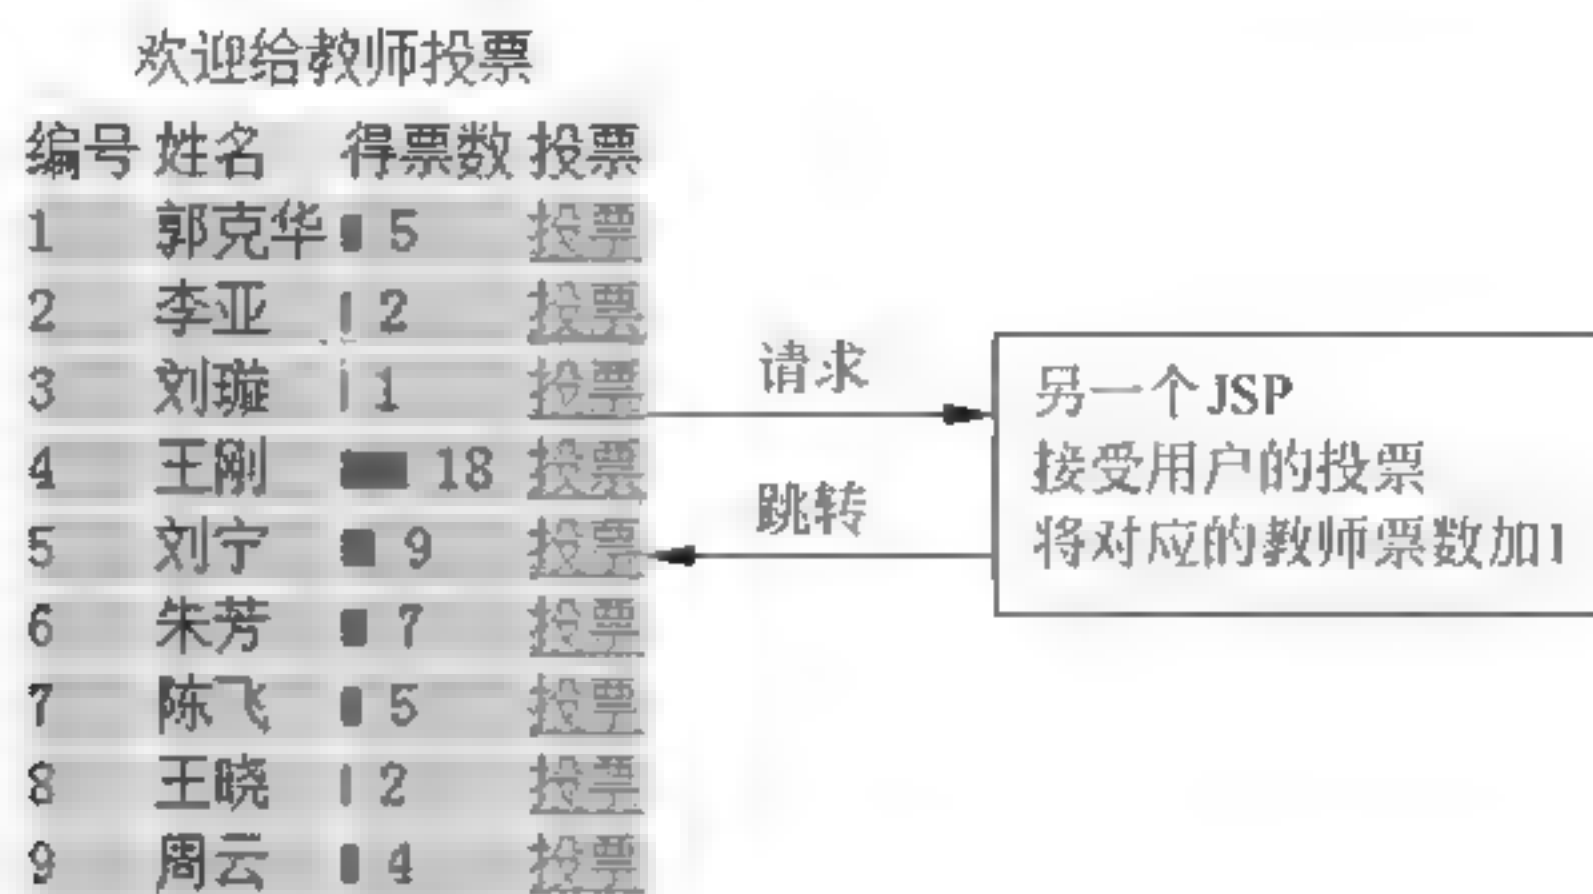 欢迎给教师投票
编号 姓名 得票数 投票
1 郭克华 5 投票
2 李亚 2 投票
3 刘璇 1 投票
4 王刚 18 投票
5 刘宁 9 投票
6 朱芳 7 投票
7 陈飞 5 投票
8 王晓 2 投票
9 周云 4 投票
请求
跳转
另一个JSP
接受用户的投票
将对应的教师票数加1